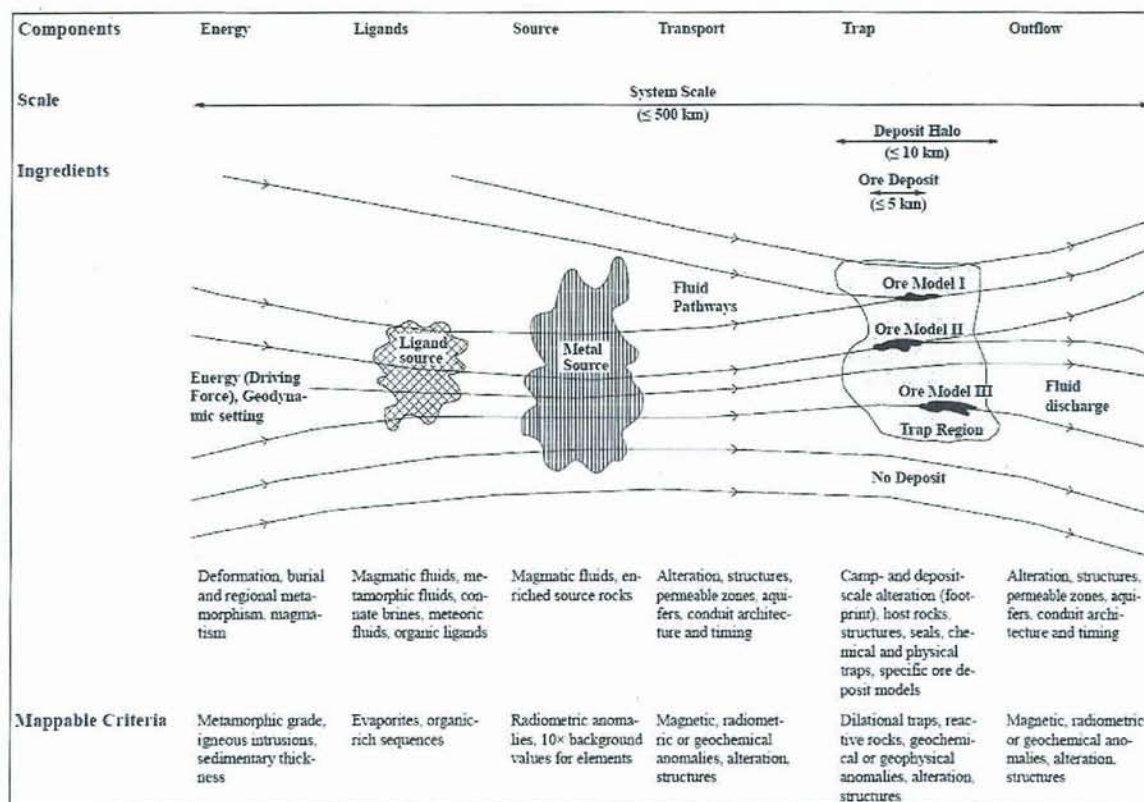 Components Energy Ligands Source Transport Trap Outflow
Scale
System Scale
(≤ 500 km)
Deposit Halo
(≤ 10 km)
Ingredients
Ore Deposit
(≤ 5 km)
Ore Model I
Fluid
Pathways
Ore Model II
Ligand
source
Metal
Source
Energy (Driving
Force), Geodyna-
mic setting
Ore Model III
Fluid
discharge
Trap Region
No Deposit
Deformation, burial
and regional meta-
morphism, magma-
tism
Magmatic fluids, me-
tamorphic fluids, con-
nate brines, meteoric
fluids, organic ligands
Magmatic fluids, en-
riched source rocks
Alteration, structures,
permeable zones, aqui-
fers, conduit architec-
ture and timing
Camp- and deposit-
scale alteration (foot-
print), host rocks,
structures, seals, che-
mical and physical
traps, specific ore de-
posit models
Alteration, structures,
permeable zones, aqui-
fers, conduit archi-
tecture and timing
Mappable Criteria
Metamorphic grade,
igneous intrusions,
sedimentary thick-
ness
Evaporites, organic-
rich sequences
Radiometric anoma-
lies, 10× background
values for elements
Magnetic, radiomet-
ric or geochemical
anomalies, alteration,
structures
Dilational traps, reac-
tive rocks, geochemi-
cal or geophysical
anomalies, alteration,
structures
Magnetic, radiometric
or geochemical ano-
malies, alteration,
structures